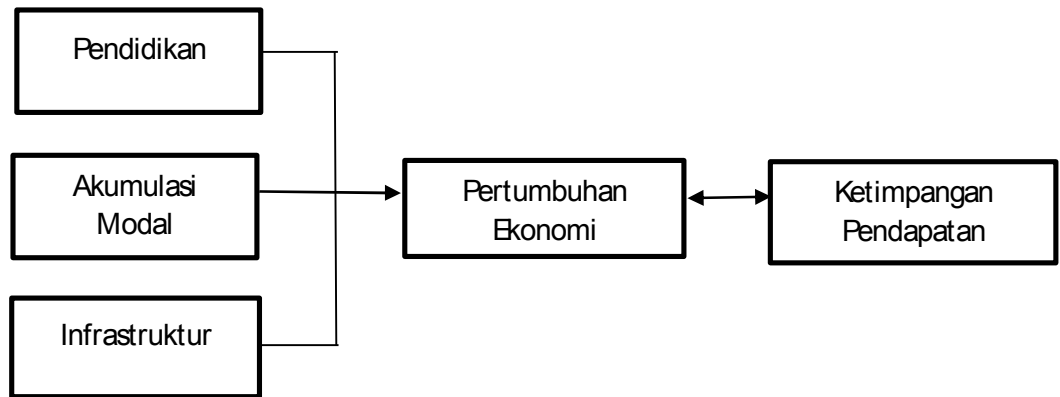 Pendidikan
Akumulasi
Modal
Infrastruktur
Pertumbuhan
Ekonomi
Ketimpangan
Pendapatan